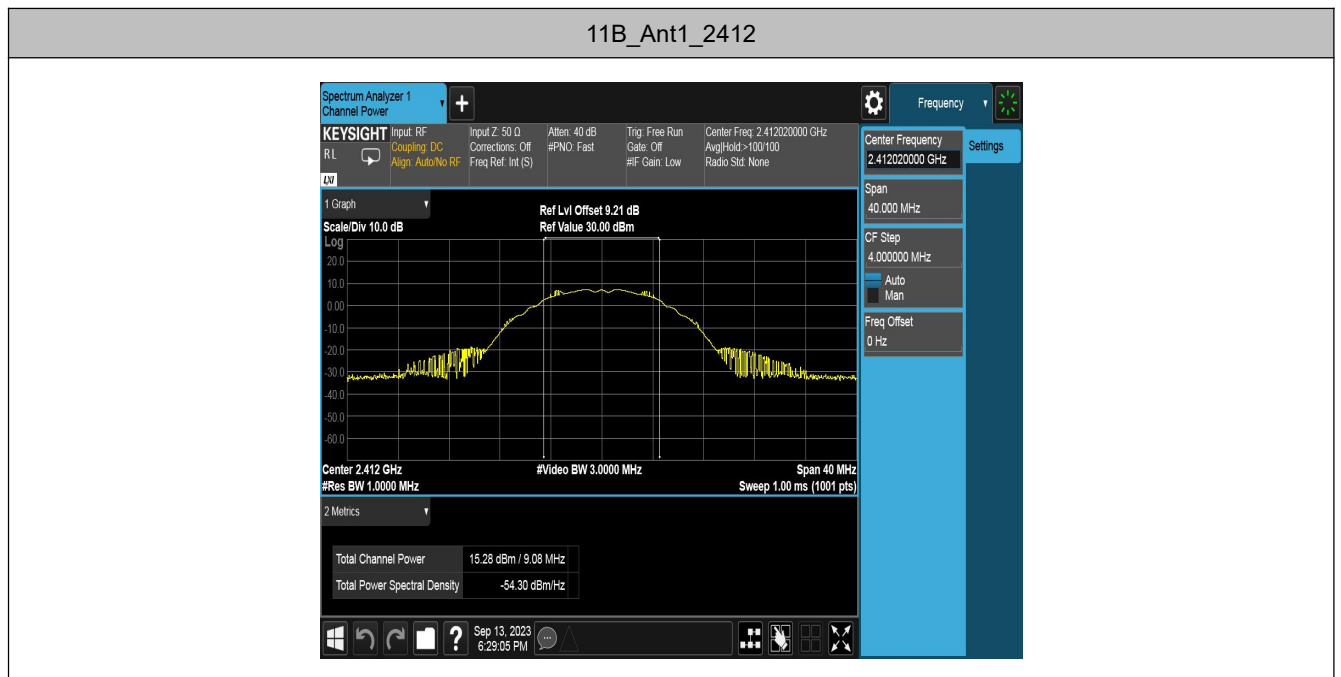 11B_Ant1_2412
Spectrum Analyzer 1
Channel Power
Frequency
KEYSIGHT
RL
LXI
Input: RF
Coupling: DC
Align: Auto/No RF
Input Z: 50 Ω
Corrections: Off
Freq Ref: Int (S)
Atten: 40 dB
#PNO: Fast
Trig: Free Run
Gate: Off
#IF Gain: Low
Center Freq: 2.412020000 GHz
Avg|Hold:>100/100
Radio Std: None
Center Frequency
2.412020000 GHz
Settings
Span
40.000 MHz
CF Step
4.000000 MHz
Auto
Man
Freq Offset
0 Hz
1 Graph
Scale/Div 10.0 dB
Ref Lvl Offset 9.21 dB
Ref Value 30.00 dBm
Log
20.0
10.0
0.00
-10.0
-20.0
-30.0
-40.0
-50.0
-60.0
Center 2.412 GHz
#Video BW 3.0000 MHz
Span 40 MHz
#Res BW 1.0000 MHz
Sweep 1.00 ms (1001 pts)
2 Metrics
Total Channel Power 15.28 dBm / 9.08 MHz
Total Power Spectral Density -54.30 dBm/Hz
?
Sep 13, 2023
6:29:05 PM